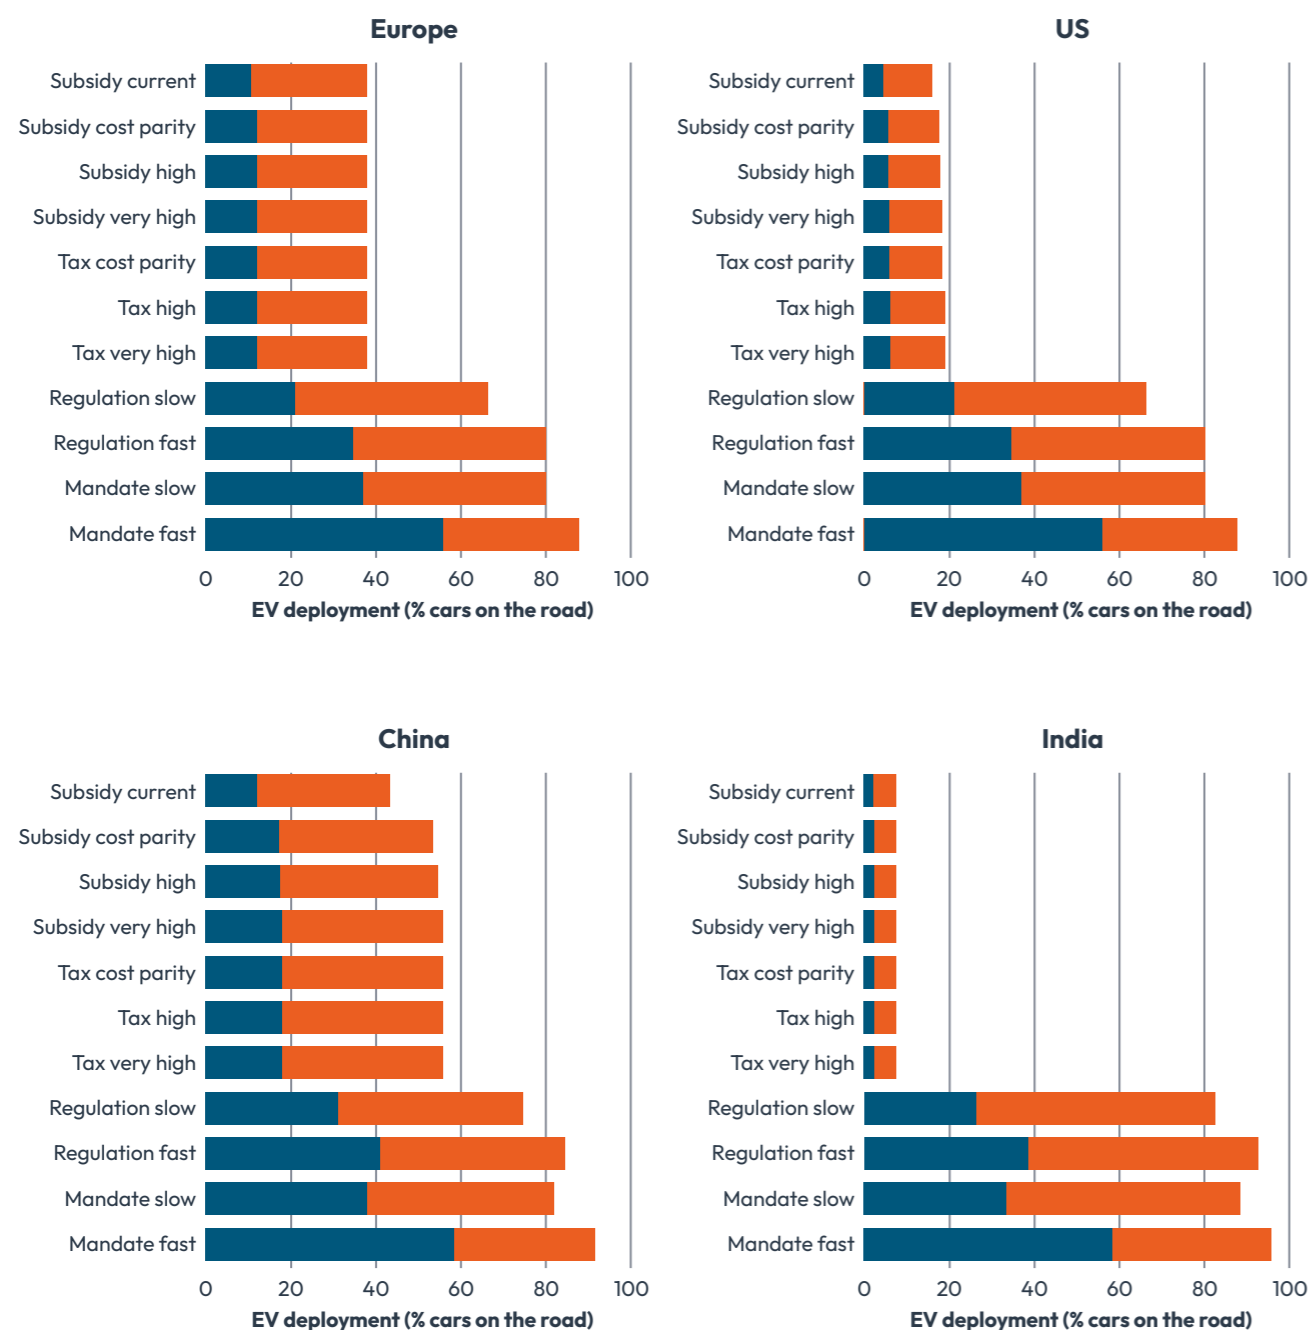 Europe
Subsidy current
Subsidy cost parity
Subsidy high
Subsidy very high
Tax cost parity
Tax high
Tax very high
Regulation slow
Regulation fast
Mandate slow
Mandate fast
0 20 40 60 80 100
EV deployment (% cars on the road)
US
Subsidy current
Subsidy cost parity
Subsidy high
Subsidy very high
Tax cost parity
Tax high
Tax very high
Regulation slow
Regulation fast
Mandate slow
Mandate fast
0 20 40 60 80 100
EV deployment (% cars on the road)
China
Subsidy current
Subsidy cost parity
Subsidy high
Subsidy very high
Tax cost parity
Tax high
Tax very high
Regulation slow
Regulation fast
Mandate slow
Mandate fast
0 20 40 60 80 100
EV deployment (% cars on the road)
India
Subsidy current
Subsidy cost parity
Subsidy high
Subsidy very high
Tax cost parity
Tax high
Tax very high
Regulation slow
Regulation fast
Mandate slow
Mandate fast
0 20 40 60 80 100
EV deployment (% cars on the road)